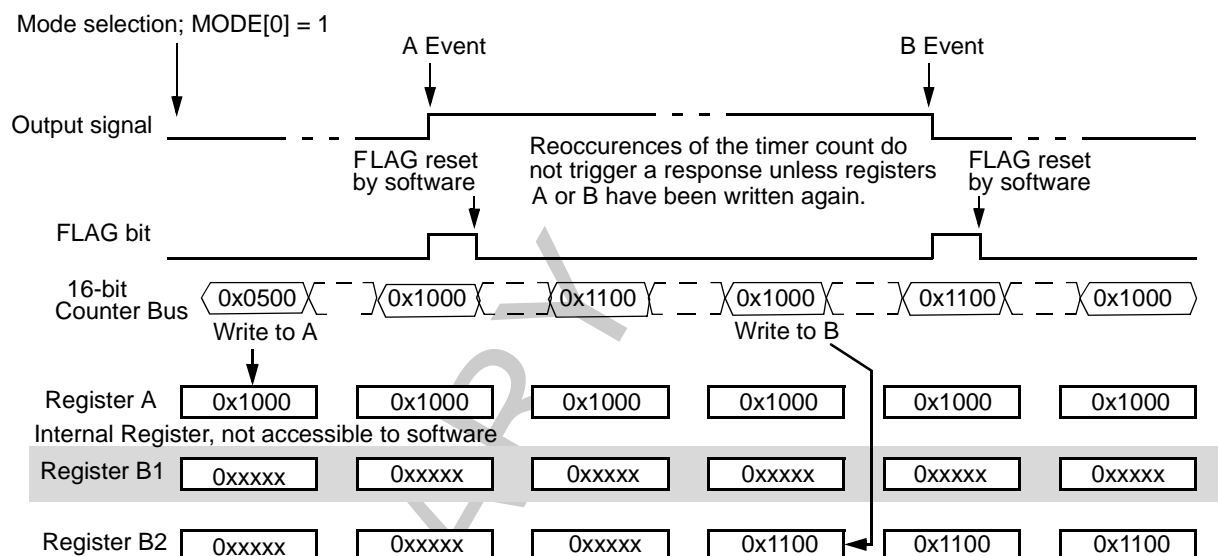 Mode selection; MODE[0] = 1
A Event
B Event
Output signal
FLAG reset
by software
Reoccurences of the timer count do
not trigger a response unless registers
A or B have been written again.
FLAG reset
by software
FLAG bit
16-bit
Counter Bus
0x0500 0x1000 0x1100 0x1000 0x1100 0x1000
Write to A
Write to B
Register A 0x1000 0x1000 0x1000 0x1000 0x1000 0x1000
Internal Register, not accessible to software
Register B1 0xxxxx 0xxxxx 0xxxxx 0xxxxx 0xxxxx 0xxxxx
Register B2 0xxxxx 0xxxxx 0xxxxx 0x1100 0x1100 0x1100
A R Y